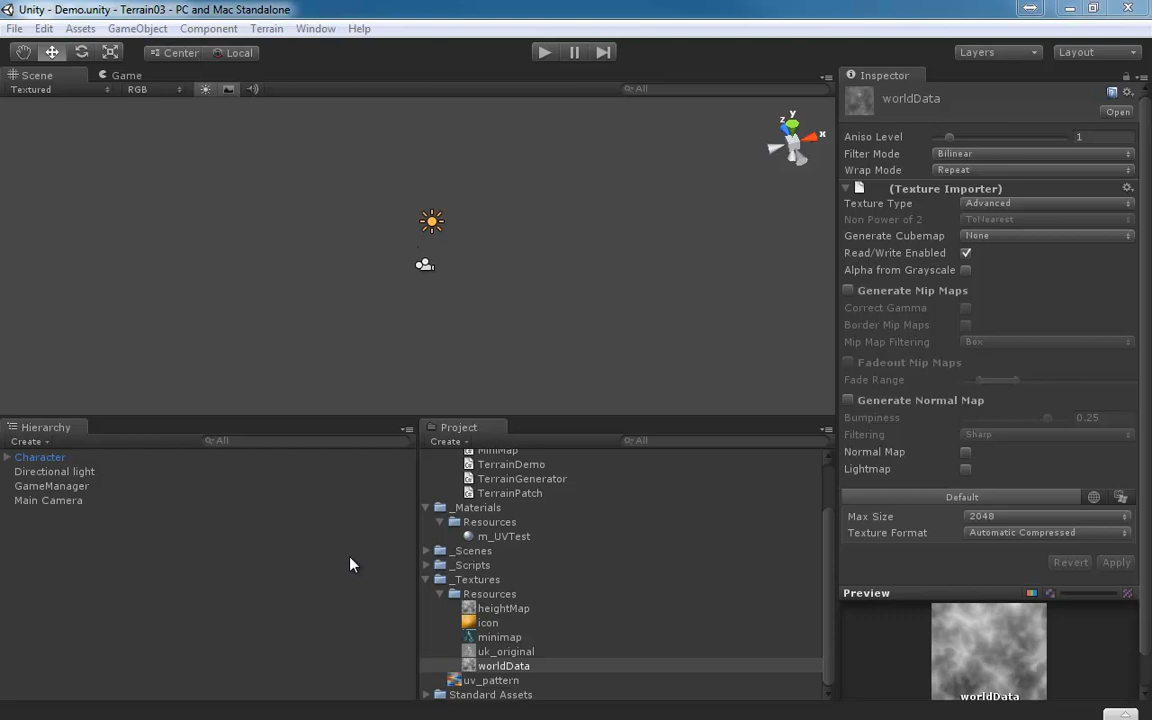 Unity - Demo.unity - Terrain03 - PC and Mac Standalone
File Edit Assets GameObject Component Terrain Window Help
Center Local Layers Layout
Scene Game
Textured RGB All
y
z
x
Inspector
worldData
Open
Aniso Level 1
Filter Mode Bilinear
Wrap Mode Repeat
(Texture Importer)
Texture Type Advanced
Non Power of 2 ToNearest
Generate Cubemap None
Read/Write Enabled
Alpha from Grayscale
Generate Mip Maps
Correct Gamma
Border Mip Maps
Mip Map Filtering Box
Fadeout Mip Maps
Fade Range
Generate Normal Map
Bumpiness 0.25
Filtering Sharp
Normal Map
Lightmap
Default
Max Size 2048
Texture Format Automatic Compressed
Revert Apply
Preview
worldData
Hierarchy
Create All
Character
Directional light
GameManager
Main Camera
Project
Create All
MiniMap
TerrainDemo
TerrainGenerator
TerrainPatch
_Materials
Resources
m_UVTest
_Scenes
_Scripts
_Textures
Resources
heightMap
icon
minimap
uk_original
worldData
uv_pattern
Standard Assets